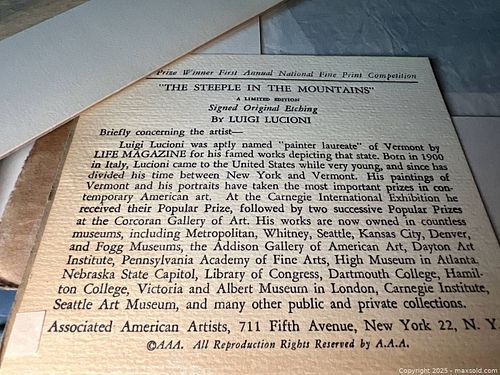 Prize Winner First Annual National Fine Print Competition
"THE STEEPLE IN THE MOUNTAINS"
A LIMITED EDITION
Signed Original Etching
BY LUIGI LUCIONI
Briefly concerning the artist—
Luigi Lucioni was aptly named "painter laureate" of Vermont by
LIFE MAGAZINE for his famed works depicting that state. Born in 1900
in Italy, Lucioni came to the United States while very young, and since has
divided his time between New York and Vermont. His paintings of
Vermont and his portraits have taken the most important prizes in con-
temporary American art. At the Carnegie International Exhibition he
received their Popular Prize, followed by two successive Popular Prizes
at the Corcoran Gallery of Art. His works are now owned in countless
museums, including Metropolitan, Whitney, Seattle, Kansas City, Denver,
and Fogg Museums, the Addison Gallery of American Art, Dayton Art
Institute, Pennsylvania Academy of Fine Arts, High Museum in Atlanta,
Nebraska State Capitol, Library of Congress, Dartmouth College, Hamil-
ton College, Victoria and Albert Museum in London, Carnegie Institute,
Seattle Art Museum, and many other public and private collections.
Associated American Artists, 711 Fifth Avenue, New York 22, N. Y.
©AAA. All Reproduction Rights Reserved by A.A.A.
Copyright 2025 - maxsold.com